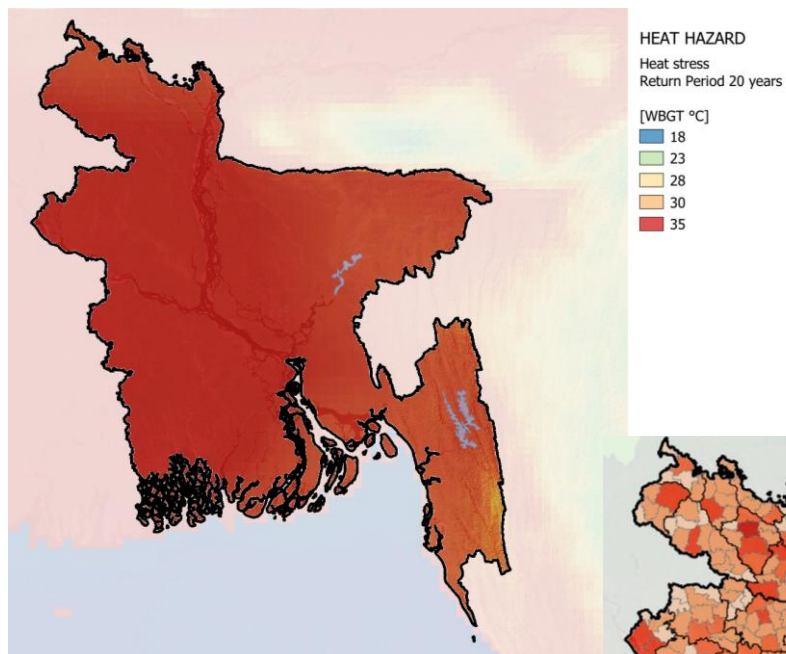 HEAT HAZARD
Heat stress
Return Period 20 years
[WBGT °C]
18
23
28
30
35